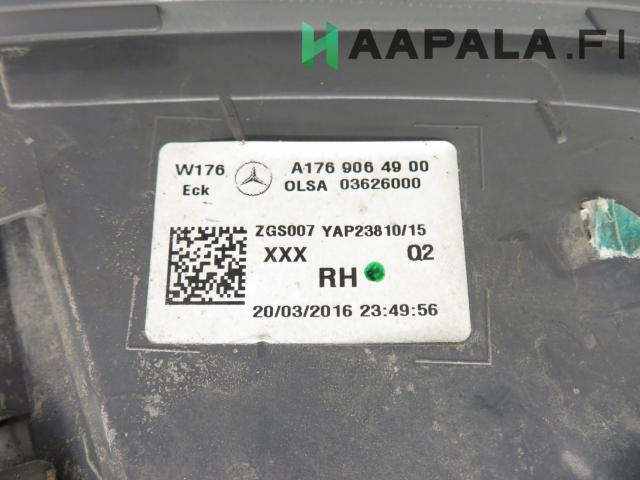 HAAPALA.FI
W176 A176 906 49 00
Eck OLSA 03626000
ZGS007 YAP23810/15
XXX Q2
RH
20/03/2016 23:49:56